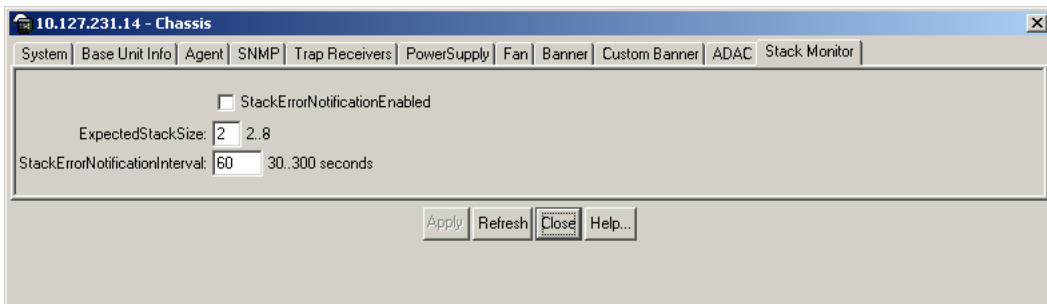 10.127.231.14 - Chassis
System Base Unit Info Agent SNMP Trap Receivers PowerSupply Fan Banner Custom Banner ADAC Stack Monitor
StackErrorNotificationEnabled
ExpectedStackSize: 2 2..8
StackErrorNotificationInterval: 60 30..300 seconds
Apply Refresh Close Help...